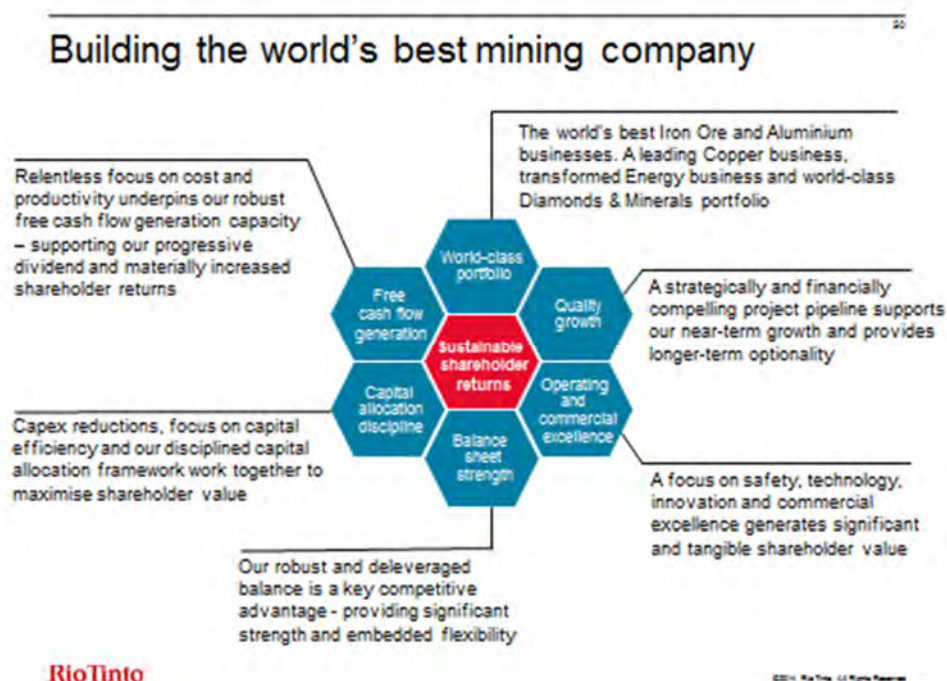 Building the world's best mining company
The world's best Iron Ore and Aluminium
businesses. A leading Copper business,
transformed Energy business and world-class
Diamonds & Minerals portfolio
Relentless focus on cost and
productivity underpins our robust
free cash flow generation capacity
– supporting our progressive
dividend and materially increased
shareholder returns
World-class
portfolio
Free
cash flow
generation
Quality
growth
A strategically and financially
compelling project pipeline supports
our near-term growth and provides
longer-term optionality
Sustainable
shareholder
returns
Capital
allocation
discipline
Operating
and
commercial
excellence
Balance
sheet
strength
Capex reductions, focus on capital
efficiency and our disciplined capital
allocation framework work together to
maximise shareholder value
A focus on safety, technology,
innovation and commercial
excellence generates significant
and tangible shareholder value
Our robust and deleveraged
balance is a key competitive
advantage - providing significant
strength and embedded flexibility
RioTinto